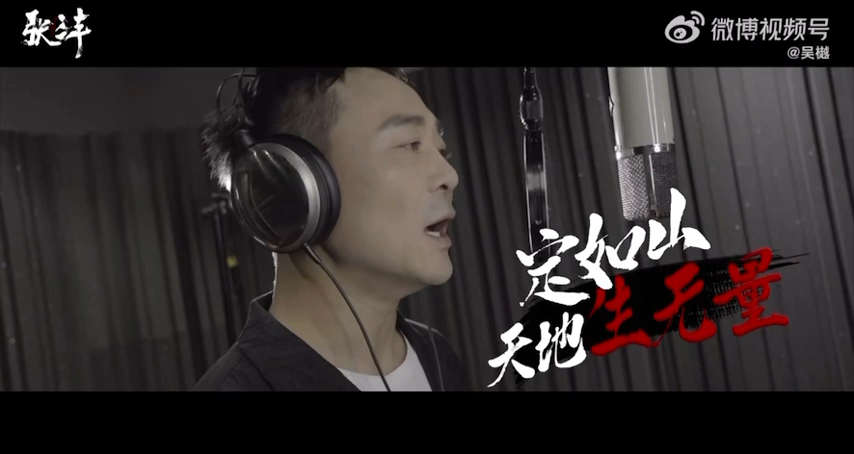 张三丰
微博视频号
@吴樾
定如山
天地生无量